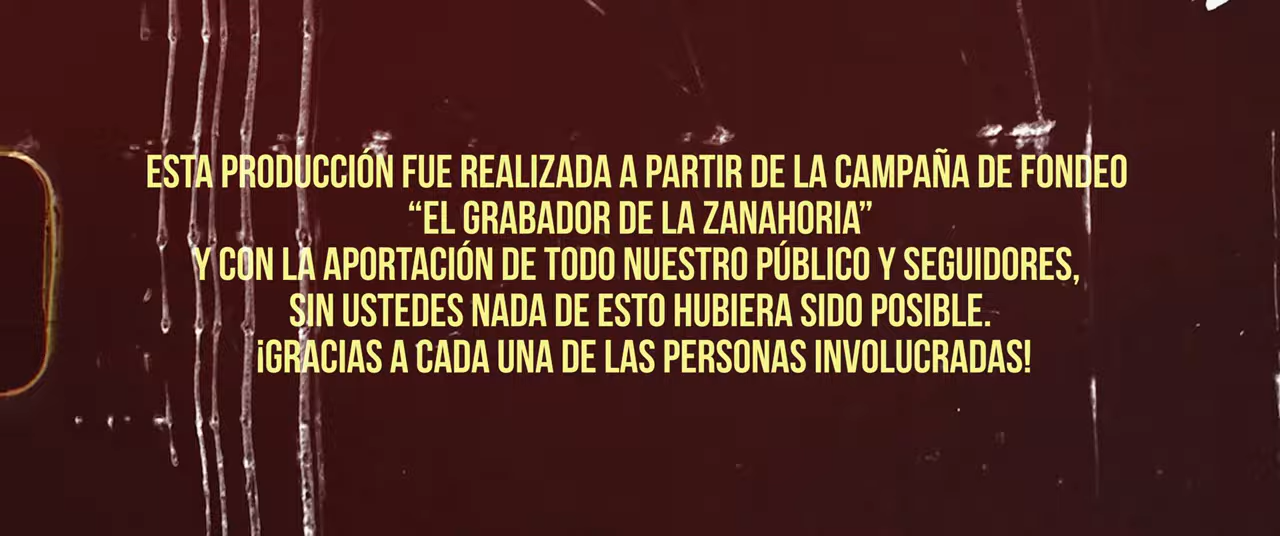 ESTA PRODUCCIÓN FUE REALIZADA A PARTIR DE LA CAMPAÑA DE FONDEO
“EL GRABADOR DE LA ZANAHORIA”
Y CON LA APORTACIÓN DE TODO NUESTRO PÚBLICO Y SEGUIDORES,
SIN USTEDES NADA DE ESTO HUBIERA SIDO POSIBLE.
¡GRACIAS A CADA UNA DE LAS PERSONAS INVOLUCRADAS!